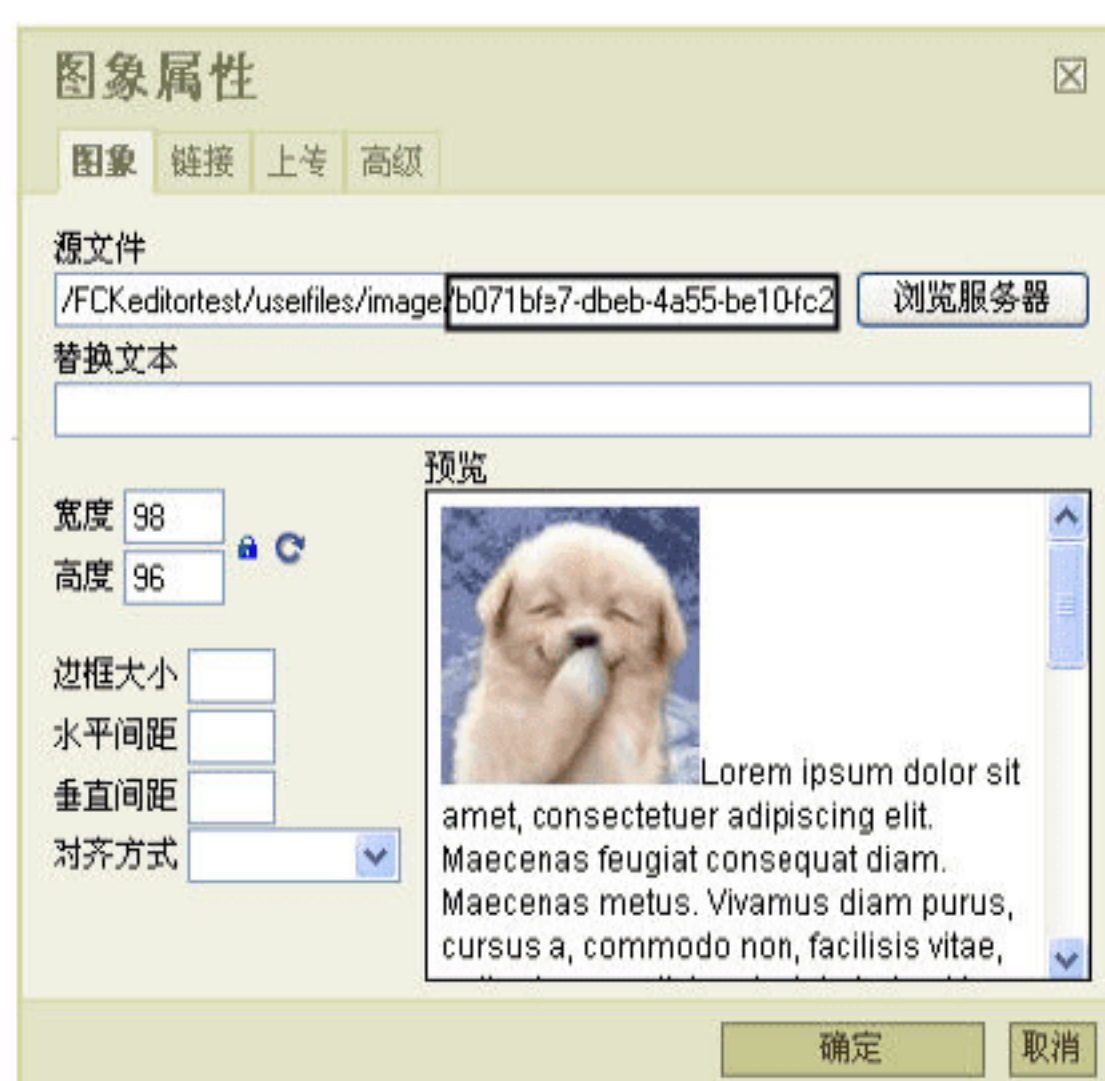 图象属性
图象 链接 上传 高级
源文件
/FCKeditortest/userfiles/image/b071bfe7-dbeb-4a55-be10-fc2 浏览服务器
替换文本
预览
宽度 98
高度 96
边框大小
水平间距
垂直间距
对齐方式
Lorem ipsum dolor sit
amet, consectetuer adipiscing elit.
Maecenas feugiat consequat diam.
Maecenas metus. Vivamus diam purus,
cursus a, commodo non, facilisis vitae,
确定 取消